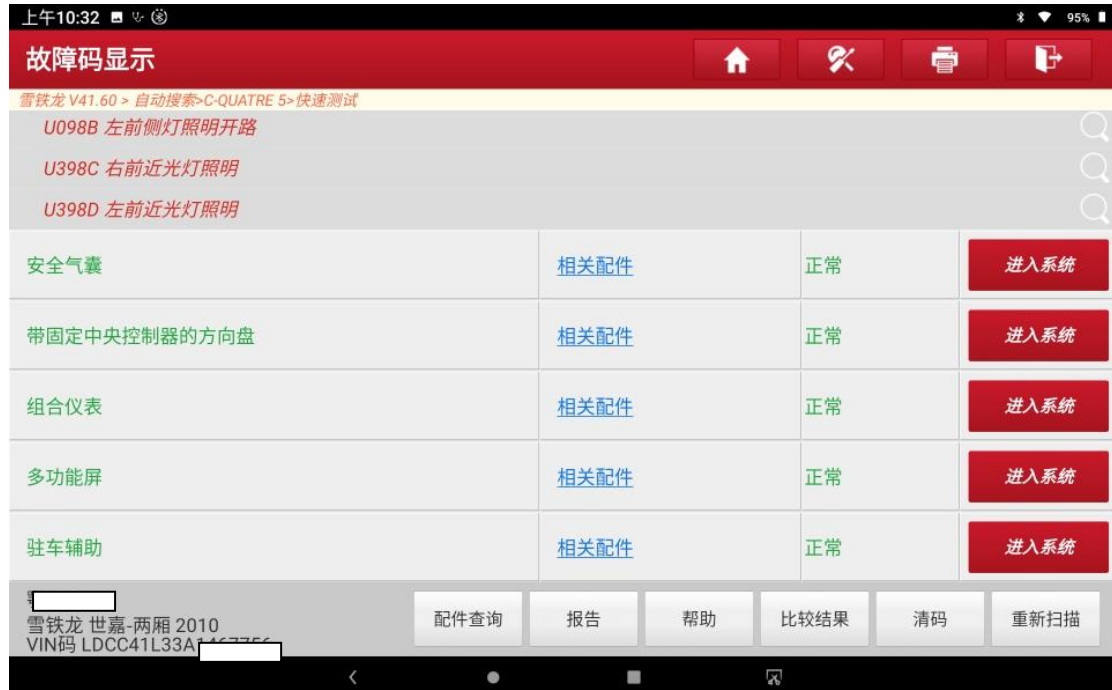 上午10:32
95%
故障码显示
雪铁龙 V41.60 > 自动搜索>C-QUATRE 5>快速测试
U098B 左前侧灯照明开路
U398C 右前近光灯照明
U398D 左前近光灯照明
安全气囊 相关配件 正常 进入系统
带固定中央控制器的方向盘 相关配件 正常 进入系统
组合仪表 相关配件 正常 进入系统
多功能屏 相关配件 正常 进入系统
驻车辅助 相关配件 正常 进入系统
雪铁龙 世嘉-两厢 2010
VIN码 LDCC41L33A
配件查询 报告 帮助 比较结果 清码 重新扫描